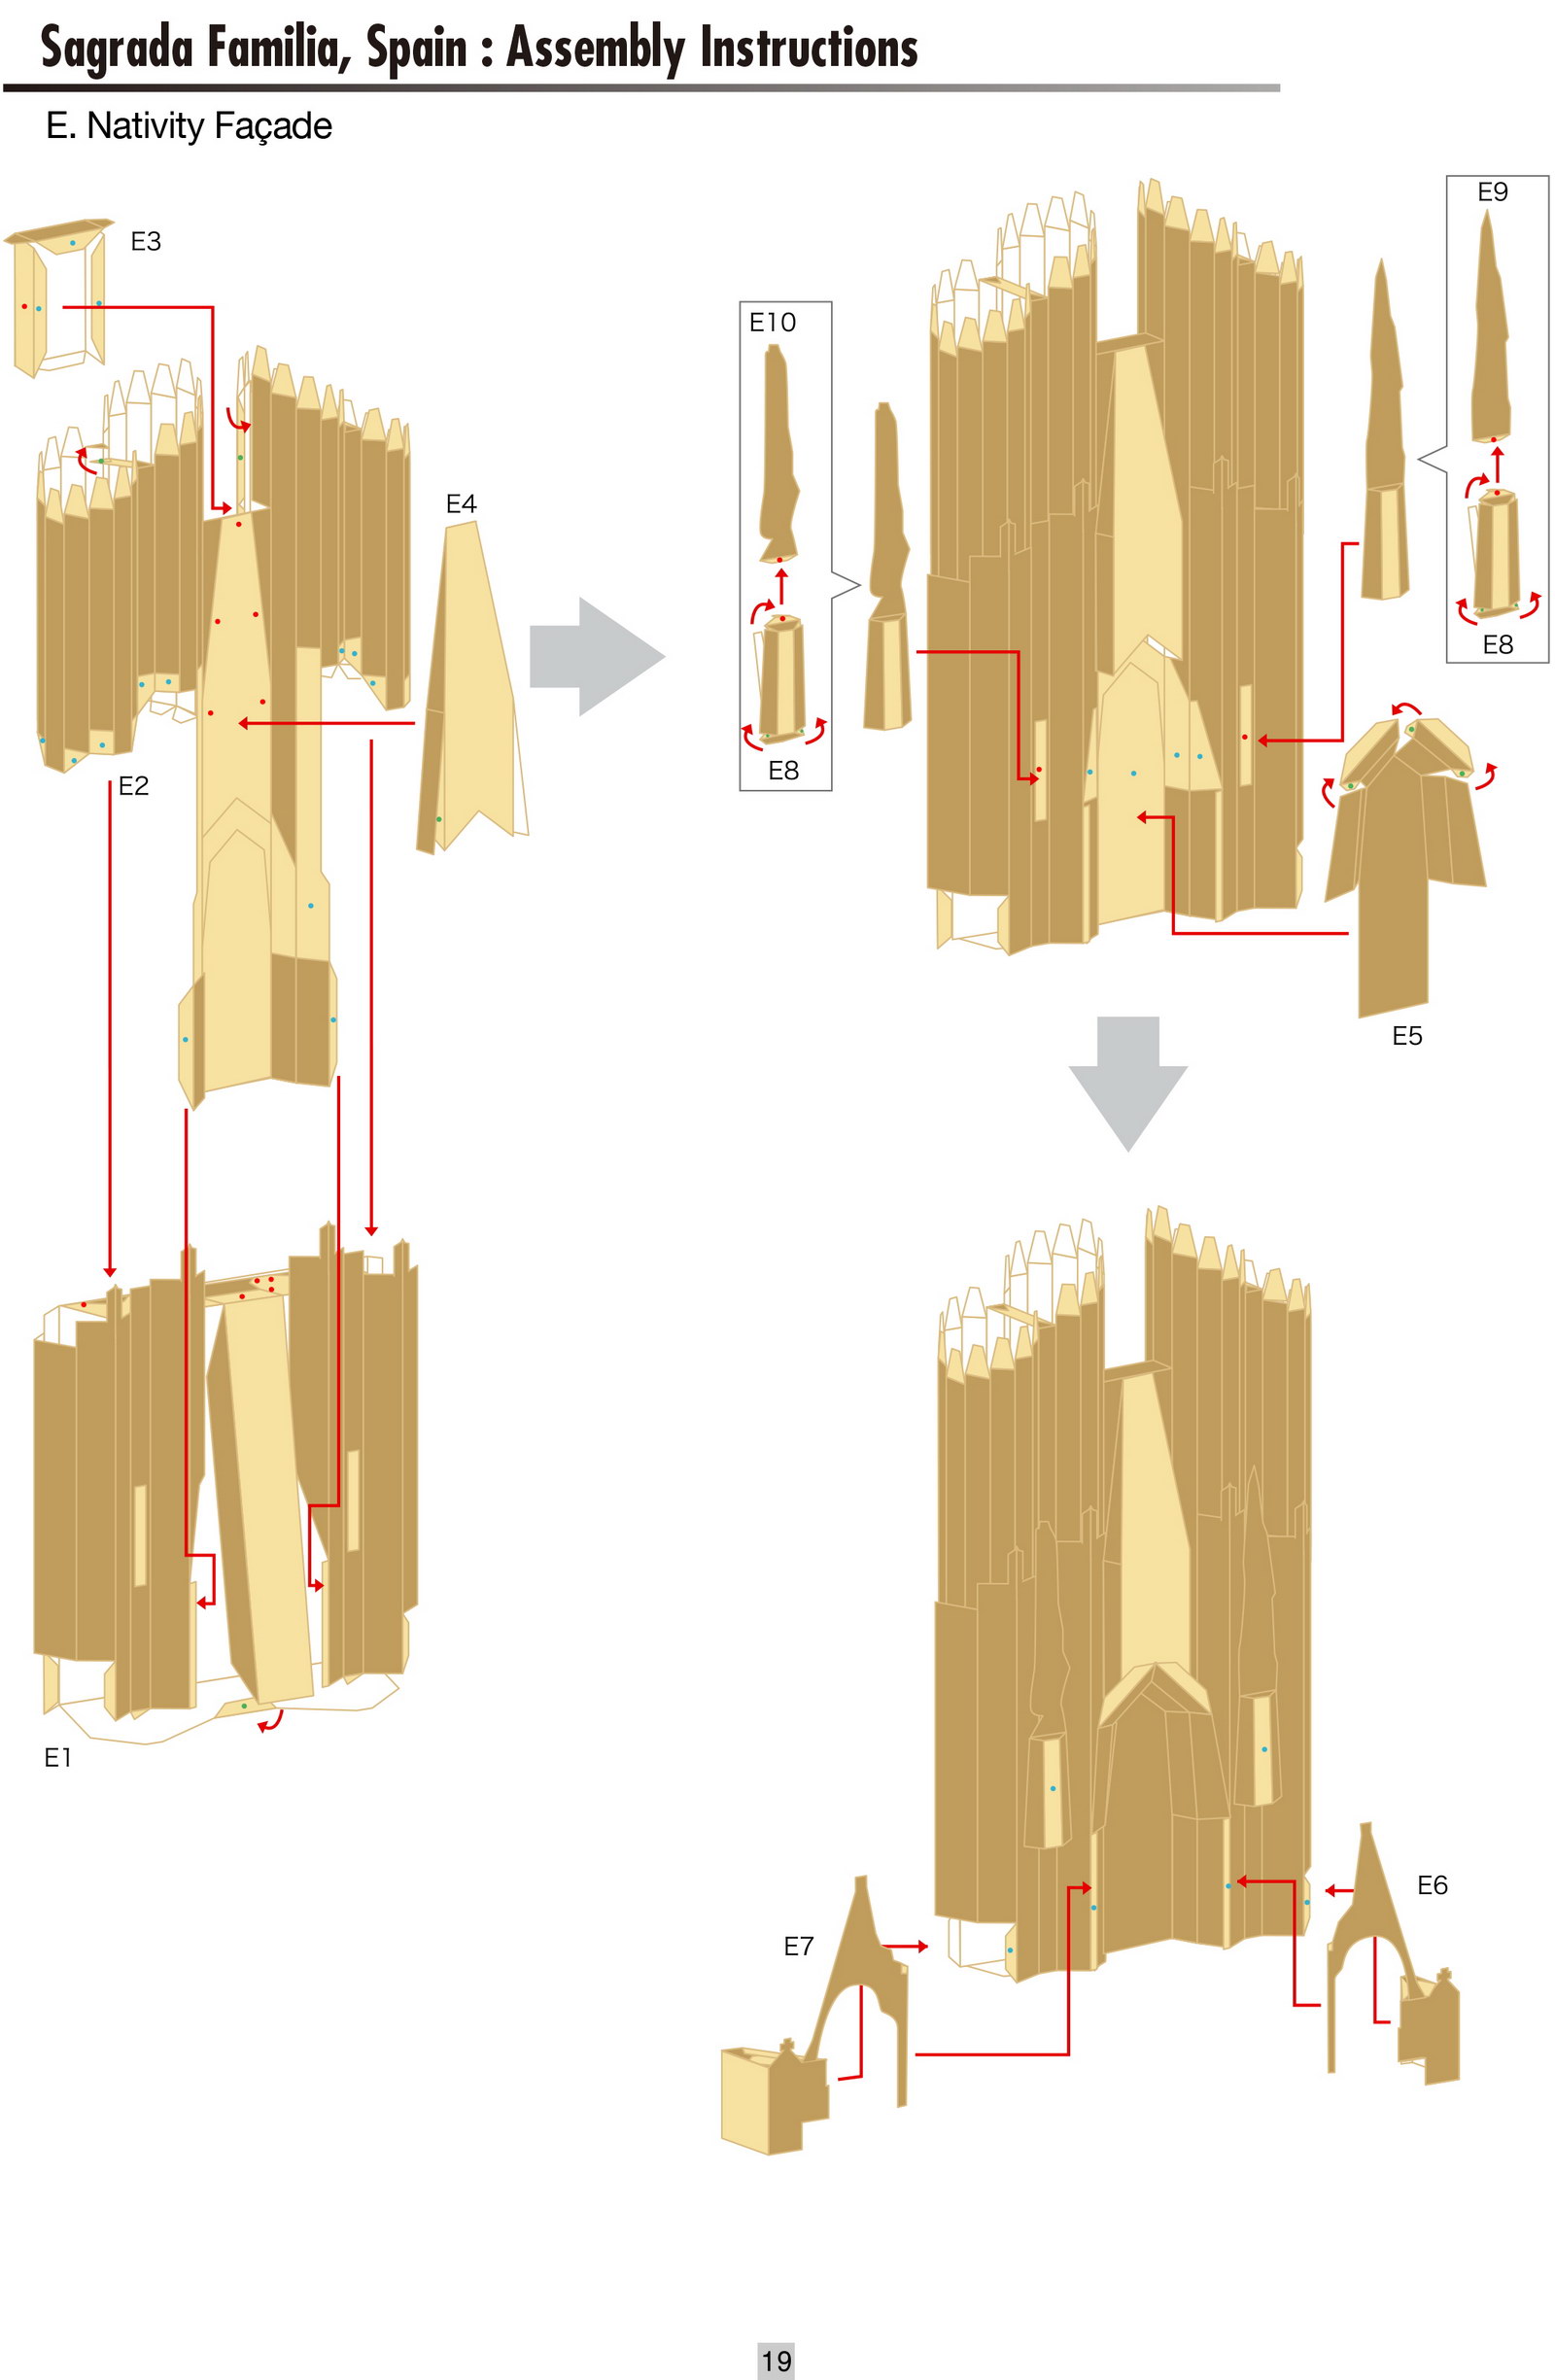 Sagrada Familia, Spain : Assembly Instructions
E. Nativity Façade
E3
E9
E10
E4
E8
E2
E8
E5
E1
E6
E7
19